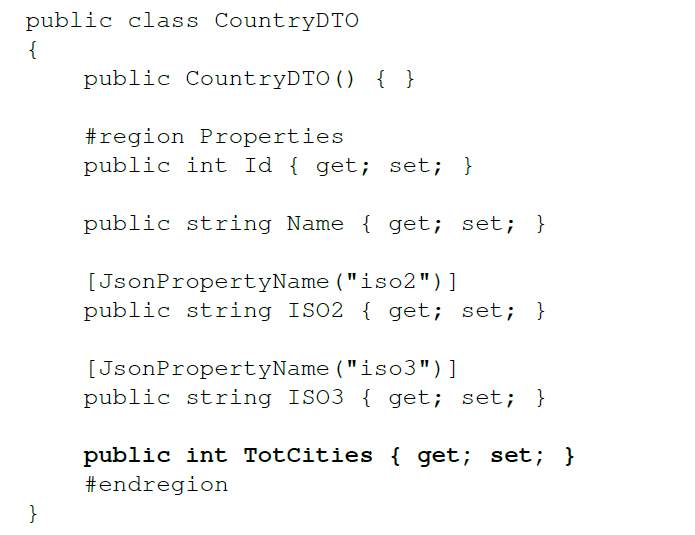 public class CountryDTO
{
    public CountryDTO() { }

    #region Properties
    public int Id { get; set; }

    public string Name { get; set; }

    [JsonPropertyName("iso2")]
    public string ISO2 { get; set; }

    [JsonPropertyName("iso3")]
    public string ISO3 { get; set; }

    public int TotCities { get; set; }
    #endregion
}